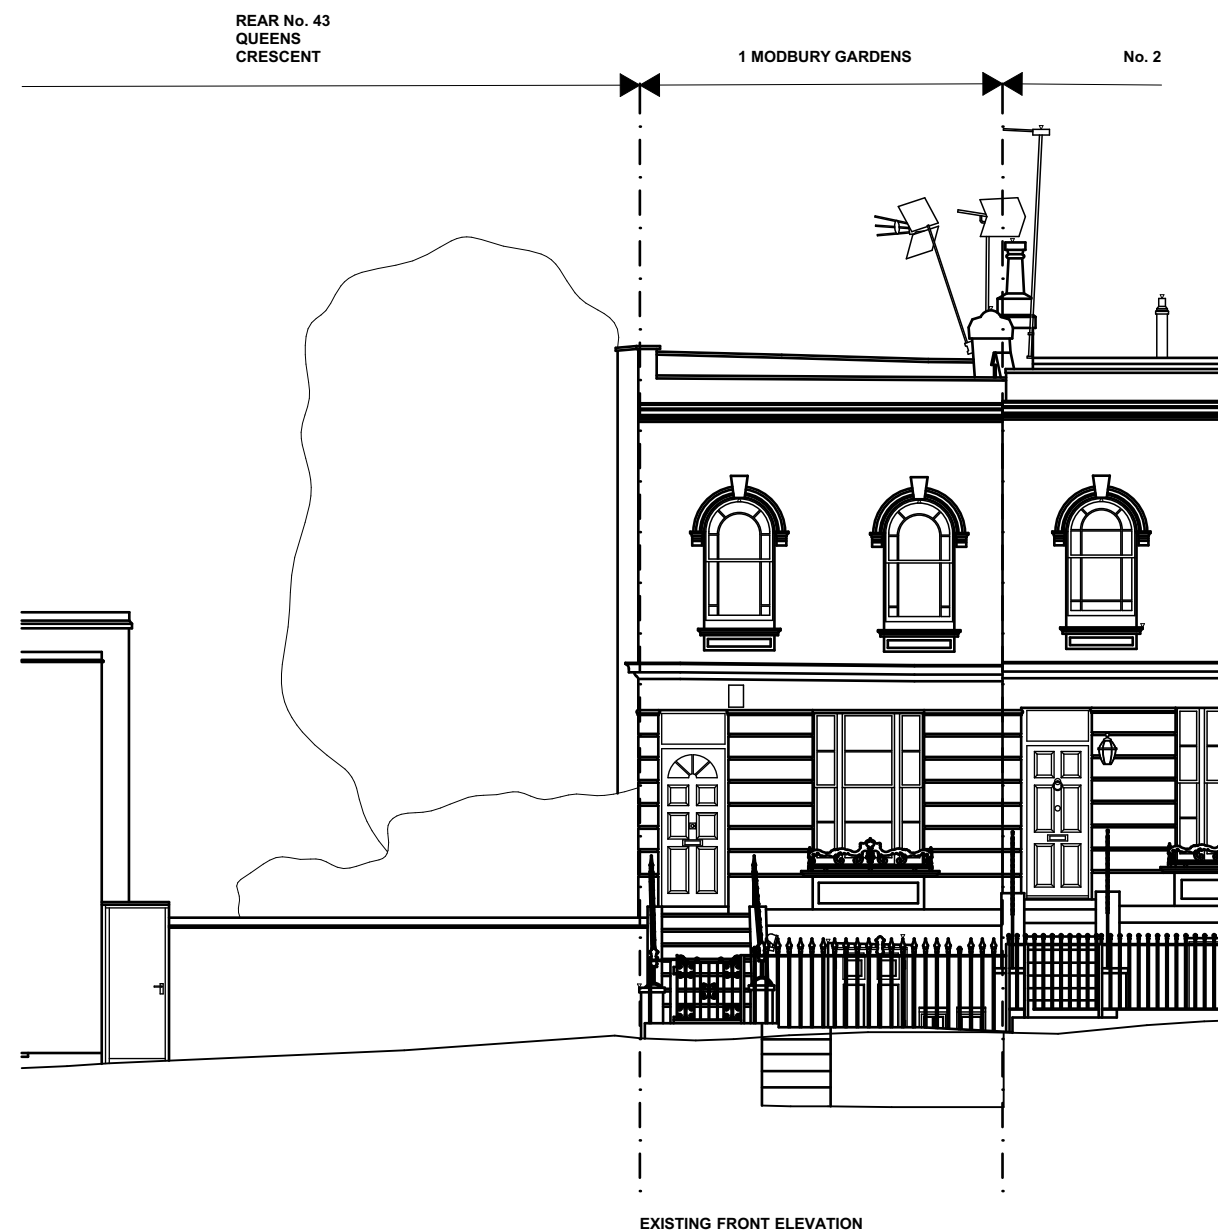 REAR No. 43
QUEENS
CRESCENT
1 MODBURY GARDENS
No. 2
EXISTING FRONT ELEVATION